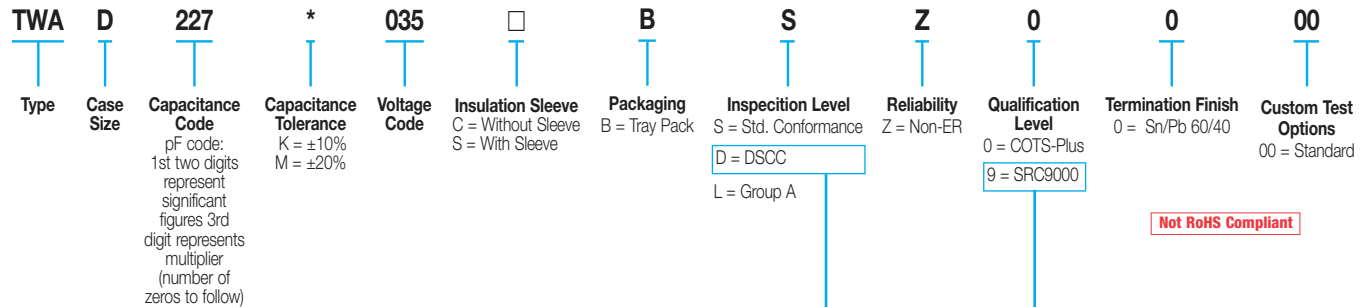 TWA D 227 * 035 □ B S Z 0 0 00
Type
Case
Size
Capacitance
Code
pF code:
1st two digits
represent
significant
figures 3rd
digit represents
multiplier
(number of
zeros to follow)
Capacitance
Tolerance
K = ±10%
M = ±20%
Voltage
Code
Insulation Sleeve
C = Without Sleeve
S = With Sleeve
Packaging
B = Tray Pack
Inspection Level
S = Std. Conformance
D = DSCC
L = Group A
Reliability
Z = Non-ER
Qualification
Level
0 = COTS-Plus
9 = SRC9000
Termination Finish
0 = Sn/Pb 60/40
Custom Test
Options
00 = Standard
Not RoHS Compliant